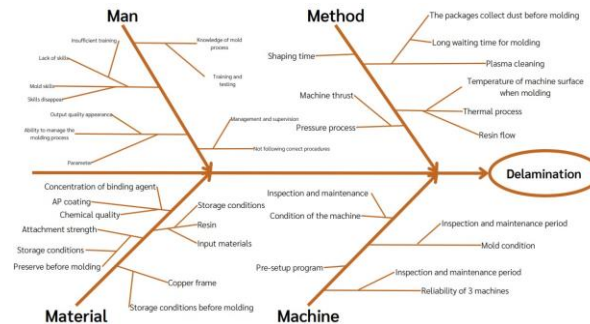 Man
Method
Insufficient training
Knowledge of mold
process
Lack of skills
Training and
testing
Mold skills
Skills disappear
Output quality appearance
Management and supervision
Ability to manage the
molding process
Not following correct procedures
Parameter
The packages collect dust before molding
Long waiting time for molding
Shaping time
Plasma cleaning
Temperature of machine surface
when molding
Machine thrust
Thermal process
Pressure process
Resin flow
Delamination
Concentration of binding agent
AP coating
Chemical quality
Attachment strength
Storage conditions
Preserve before molding
Storage conditions
Resin
Input materials
Copper frame
Storage conditions before molding
Material
Inspection and maintenance
Condition of the machine
Inspection and maintenance period
Mold condition
Pre-setup program
Inspection and maintenance period
Reliability of 3 machines
Machine